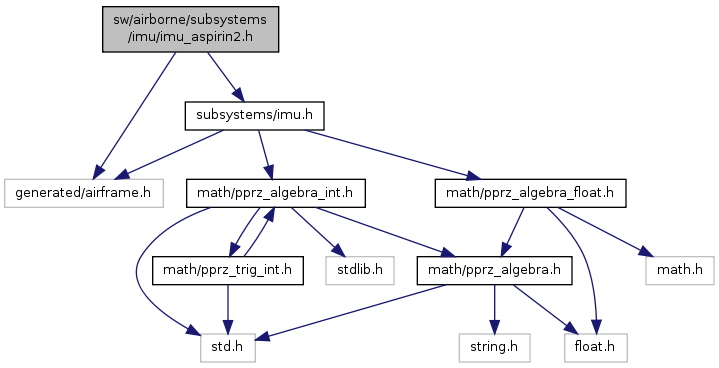 sw/airborne/subsystems
/imu/imu_aspirin2.h
subsystems/imu.h
generated/airframe.h
math/pprz_algebra_int.h
math/pprz_algebra_float.h
math/pprz_trig_int.h
stdlib.h
math/pprz_algebra.h
math.h
std.h
string.h
float.h